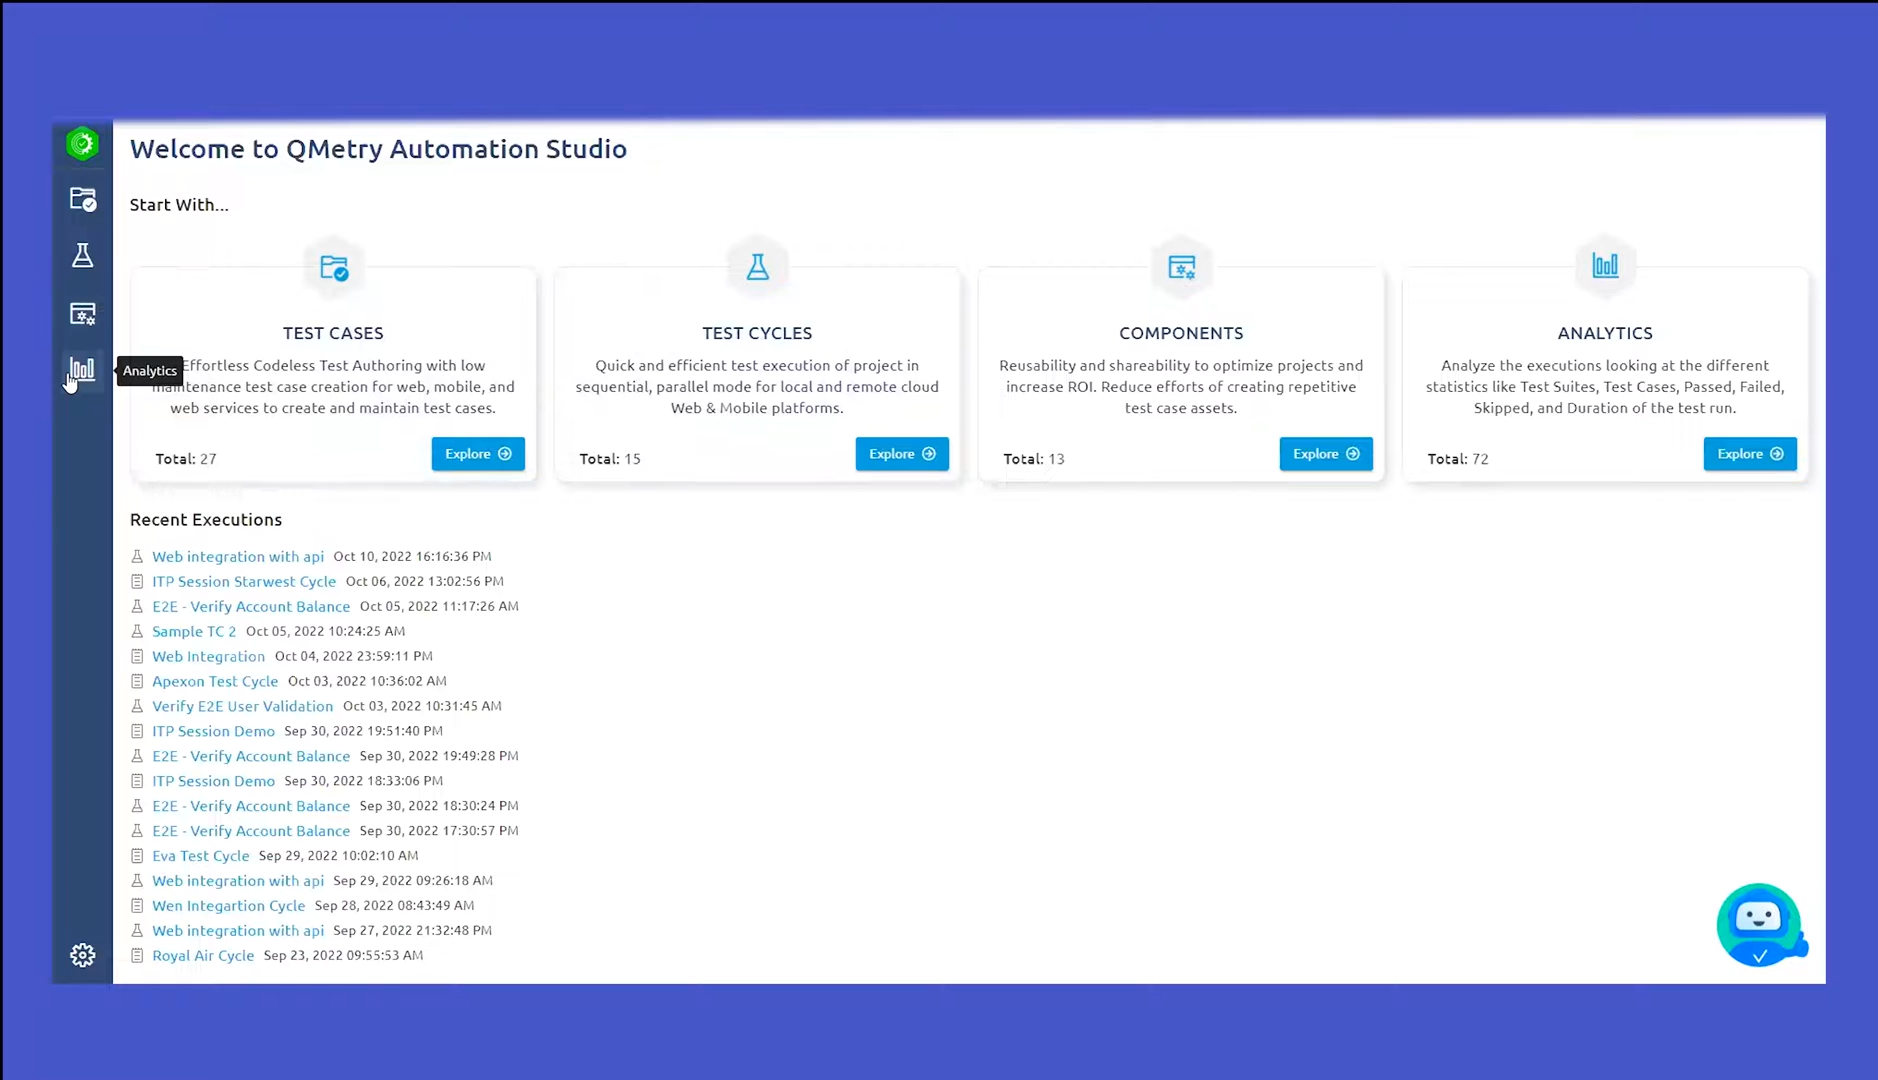 Welcome to QMetry Automation Studio
Start With...
TEST CASES
Effortless Codeless Test Authoring with low
maintenance test case creation for web, mobile, and
web services to create and maintain test cases.
Total: 27
Explore
TEST CYCLES
Quick and efficient test execution of project in
sequential, parallel mode for local and remote cloud
Web & Mobile platforms.
Total: 15
Explore
COMPONENTS
Reusability and shareability to optimize projects and
increase ROI. Reduce efforts of creating repetitive
test case assets.
Total: 13
Explore
ANALYTICS
Analyze the executions looking at the different
statistics like Test Suites, Test Cases, Passed, Failed,
Skipped, and Duration of the test run.
Total: 72
Explore
Analytics
Recent Executions
Web integration with api Oct 10, 2022 16:16:36 PM
ITP Session Starwest Cycle Oct 06, 2022 13:02:56 PM
E2E - Verify Account Balance Oct 05, 2022 11:17:26 AM
Sample TC 2 Oct 05, 2022 10:24:25 AM
Web Integration Oct 04, 2022 23:59:11 PM
Apexon Test Cycle Oct 03, 2022 10:36:02 AM
Verify E2E User Validation Oct 03, 2022 10:31:45 AM
ITP Session Demo Sep 30, 2022 19:51:40 PM
E2E - Verify Account Balance Sep 30, 2022 19:49:28 PM
ITP Session Demo Sep 30, 2022 18:33:06 PM
E2E - Verify Account Balance Sep 30, 2022 18:30:24 PM
E2E - Verify Account Balance Sep 30, 2022 17:30:57 PM
Eva Test Cycle Sep 29, 2022 10:02:10 AM
Web integration with api Sep 29, 2022 09:26:18 AM
Wen Integartion Cycle Sep 28, 2022 08:43:49 AM
Web integration with api Sep 27, 2022 21:32:48 PM
Royal Air Cycle Sep 23, 2022 09:55:53 AM